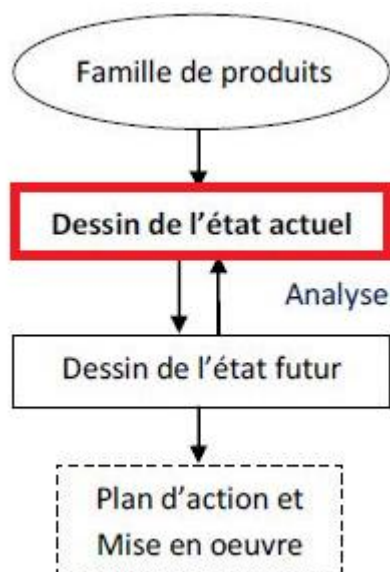 Famille de produits
Dessin de l'état actuel
Analyse
Dessin de l'état futur
Plan d'action et
Mise en oeuvre